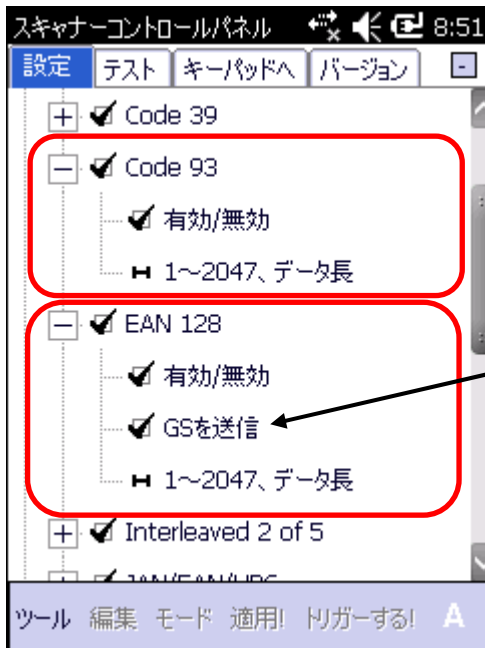 スキャナーコントロールパネル 8:51
設定 テスト キーパッドへ バージョン -
Code 39
Code 93
有効/無効
1～2047、データ長
EAN 128
有効/無効
GSを送信
1～2047、データ長
Interleaved 2 of 5
JAN/EAN/UPC
ツール 編集 モード 適用! トリガーする! A